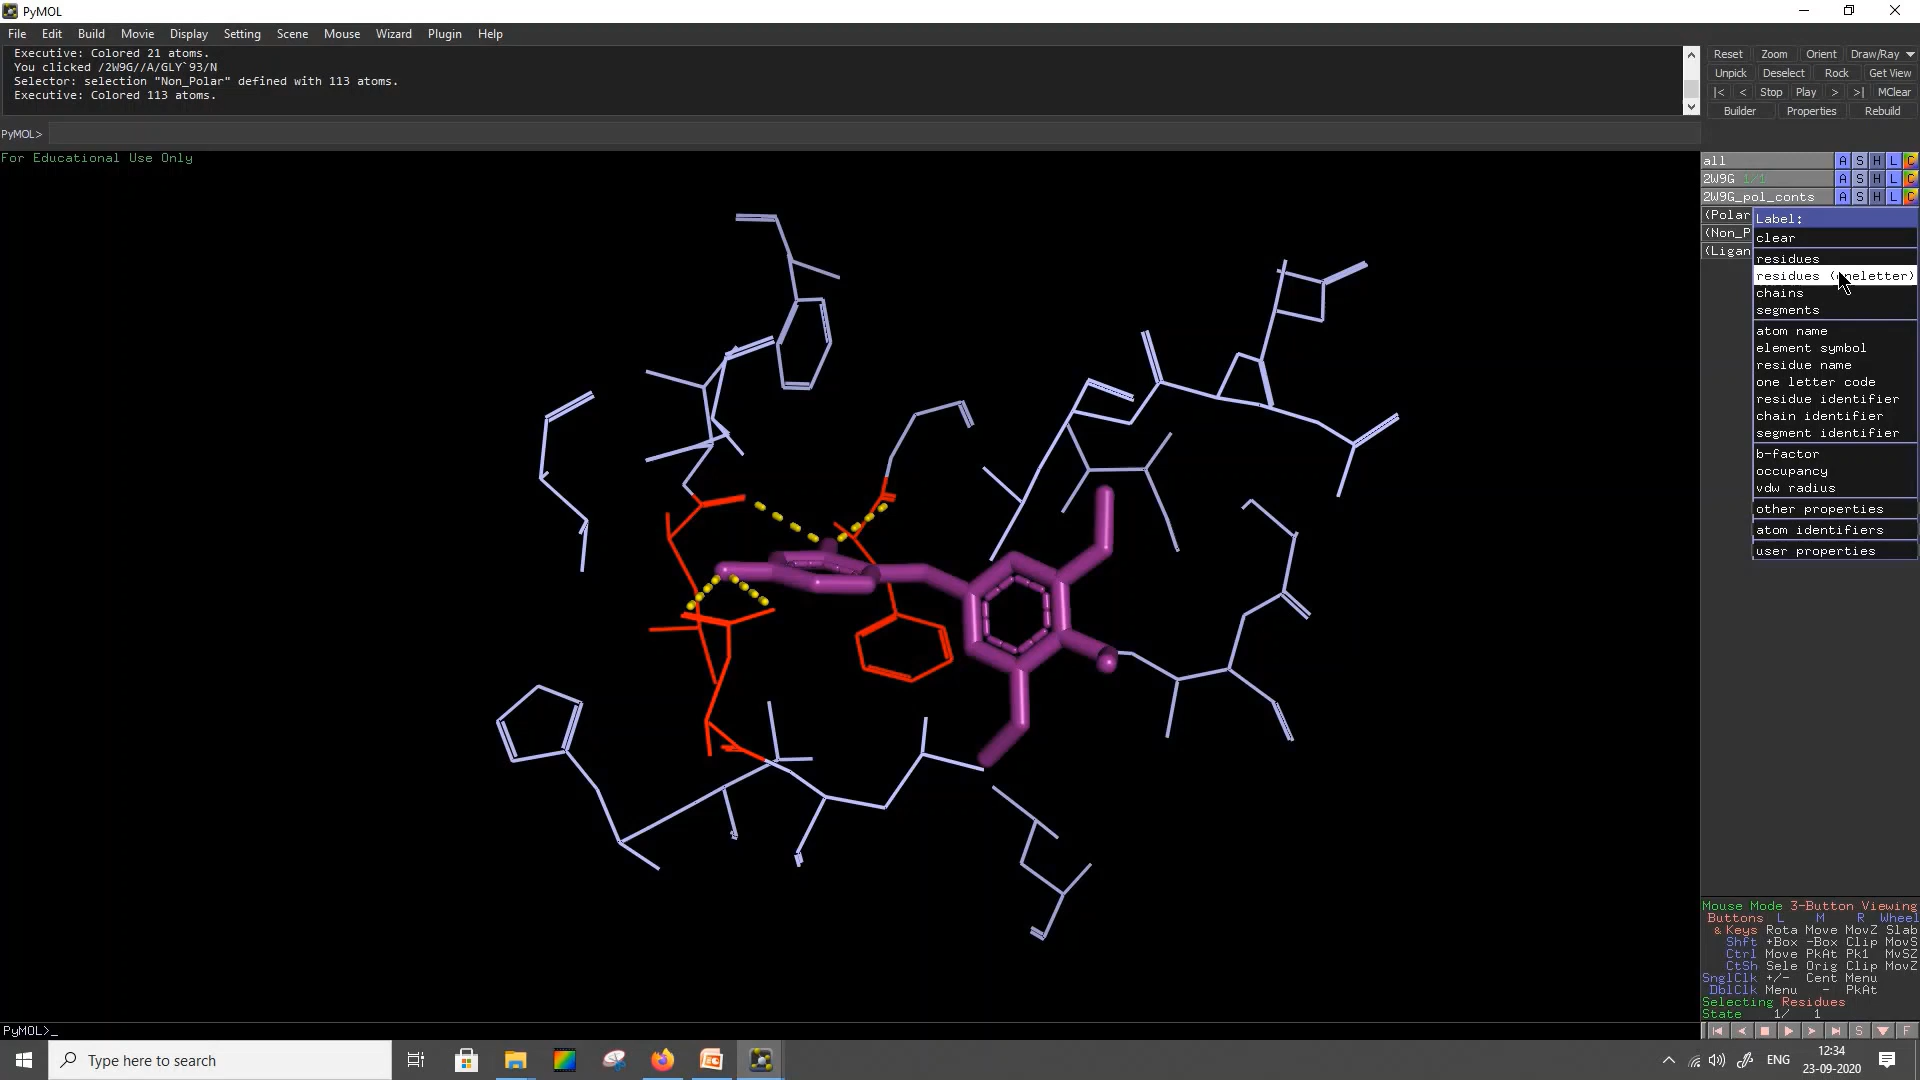 PyMOL
File Edit Build Movie Display Setting Scene Mouse Wizard Plugin Help
Executive: Colored 21 atoms.
You clicked /2W9G//A/GLY`93/N
Selector: selection "Non_Polar" defined with 113 atoms.
Executive: Colored 113 atoms.
PyMOL>
Reset Zoom Orient Draw/Ray
Unpick Deselect Rock Get View
|< < Stop Play > >| MClear
Builder Properties Rebuild
For Educational Use Only
all A S H L C
2W9G 1/1 A S H L C
2W9G_pol_conts A S H L C
(Polar
(Non_P
(Ligan
Label:
clear
residues
residues (oneletter)
chains
segments
atom name
element symbol
residue name
one letter code
residue identifier
chain identifier
segment identifier
b-factor
occupancy
vdw radius
other properties
atom identifiers
user properties
Mouse Mode 3-Button Viewing
Buttons L M R Wheel
& Keys Rota Move MovZ Slab
Shft +Box -Box Clip MovS
Ctrl Move PkAt Pk1 MvSZ
CtSh Sele Orig Clip MovZ
SnglClk +/- Cent Menu
DblClk Menu - PkAt
Selecting Residues
State 1/ 1
PyMOL>_
S F
Type here to search
ENG
12:34
23-09-2020